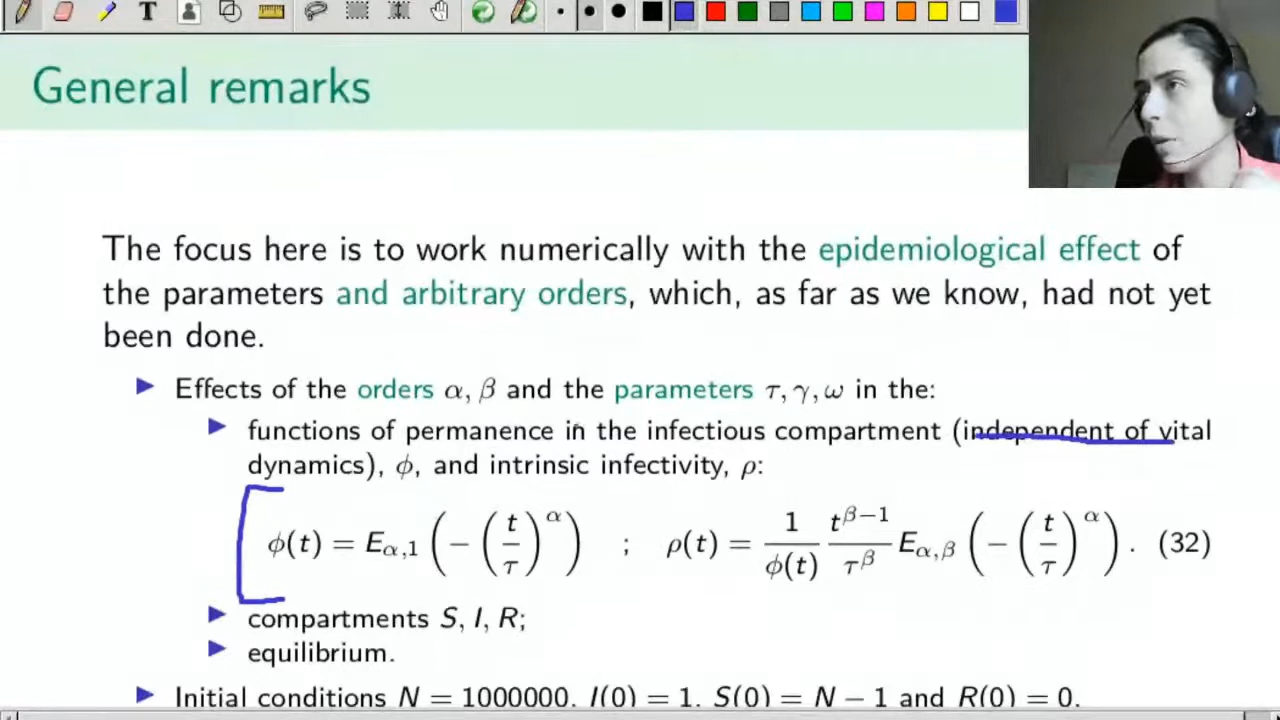 T
General remarks
The focus here is to work numerically with the epidemiological effect of
the parameters and arbitrary orders, which, as far as we know, had not yet
been done.
Effects of the orders α, β and the parameters τ, γ, ω in the:
functions of permanence in the infectious compartment (independent of vital
dynamics), ϕ, and intrinsic infectivity, ρ:
ϕ(t) = E_{α,1} (−(t/τ)^α) ; ρ(t) = 1/ϕ(t) t^{β−1}/τ^β E_{α,β} (−(t/τ)^α). (32)
compartments S, I, R;
equilibrium.
Initial conditions N = 1000000, I(0) = 1, S(0) = N − 1 and R(0) = 0.